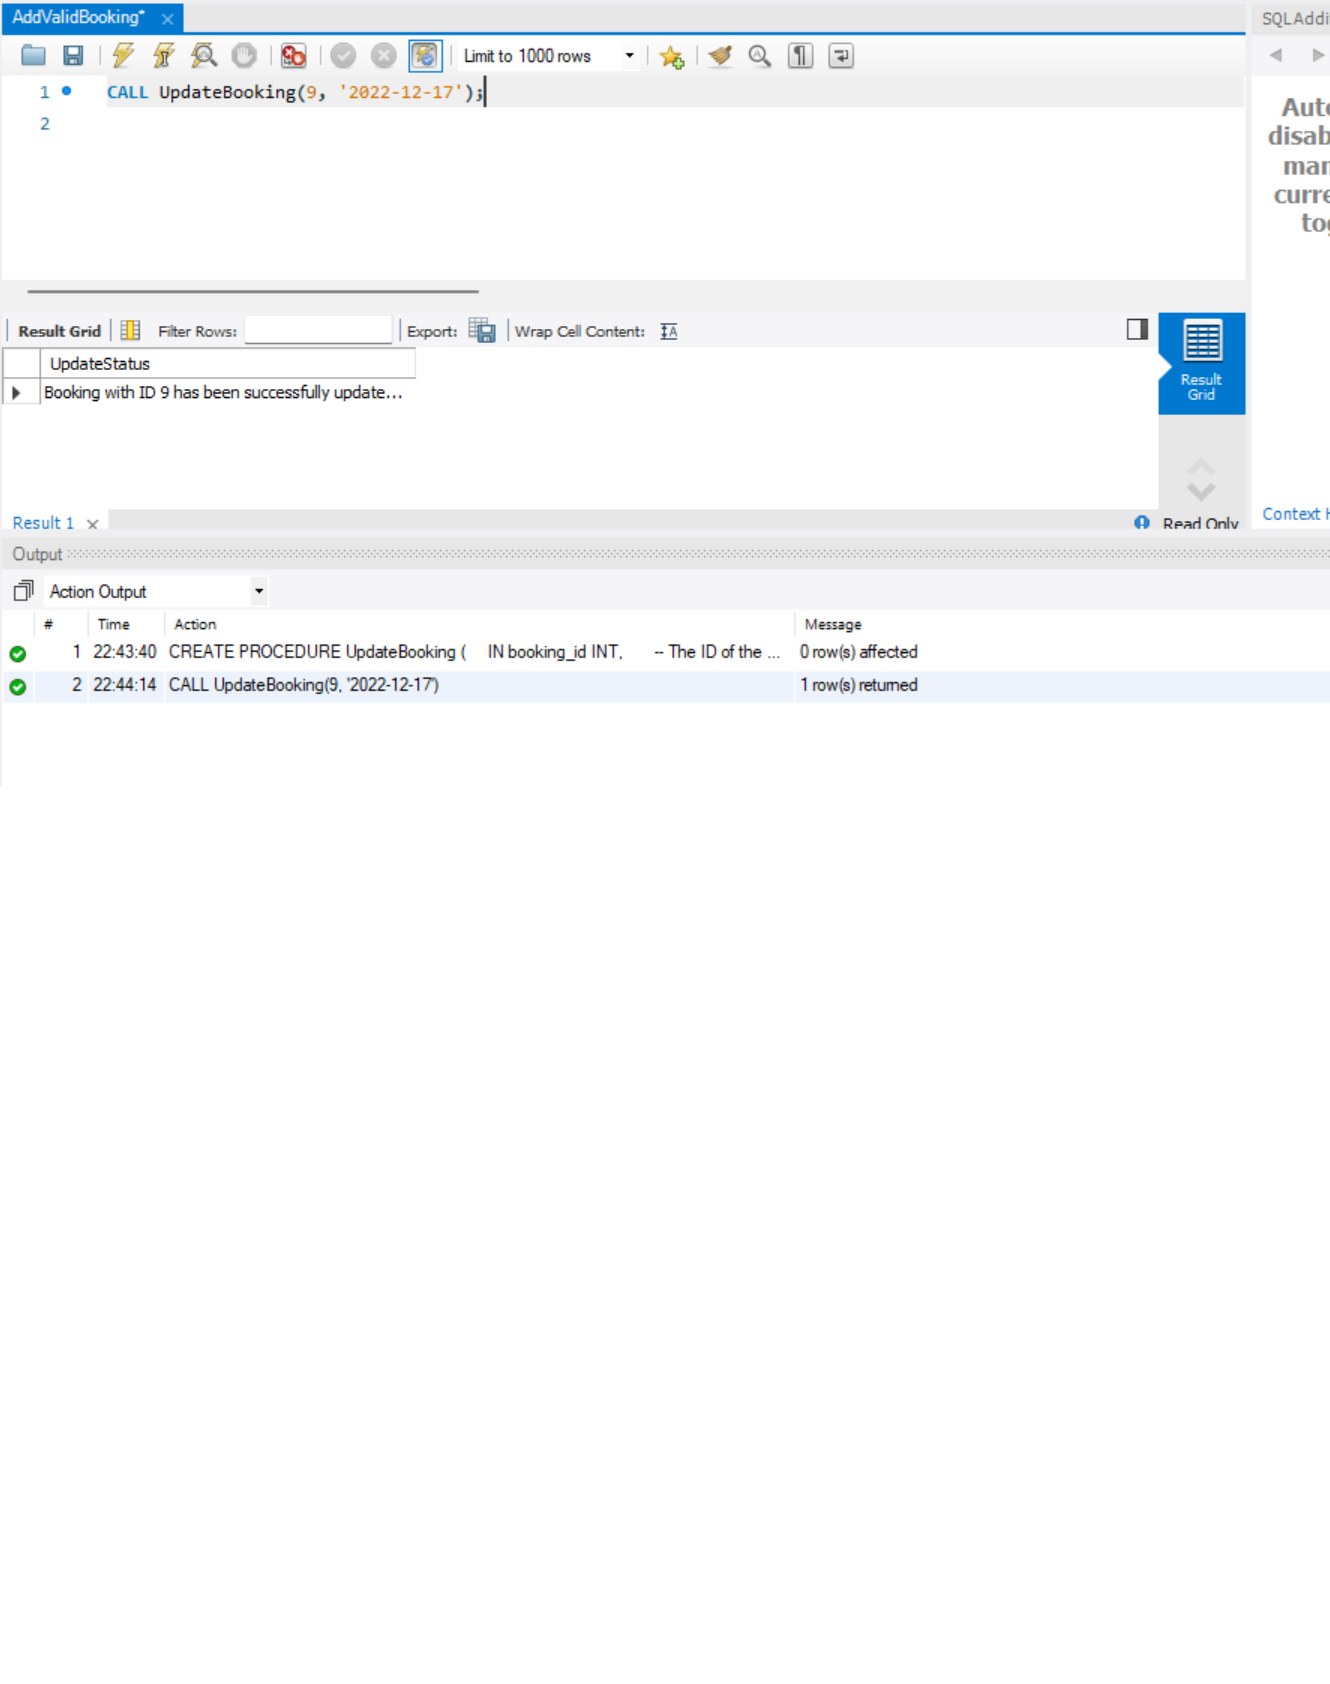 AddValidBooking*
SQLAddi
Limit to 1000 rows
1 CALL UpdateBooking(9, '2022-12-17');
2
Auto
disab
man
curre
tog
Result Grid Filter Rows: Export: Wrap Cell Content: IA
UpdateStatus
Booking with ID 9 has been successfully update...
Result
Grid
Result 1
Read Only
Context H
Output
Action Output
# Time Action Message
1 22:43:40 CREATE PROCEDURE UpdateBooking ( IN booking_id INT, -- The ID of the ... 0 row(s) affected
2 22:44:14 CALL UpdateBooking(9, '2022-12-17') 1 row(s) returned